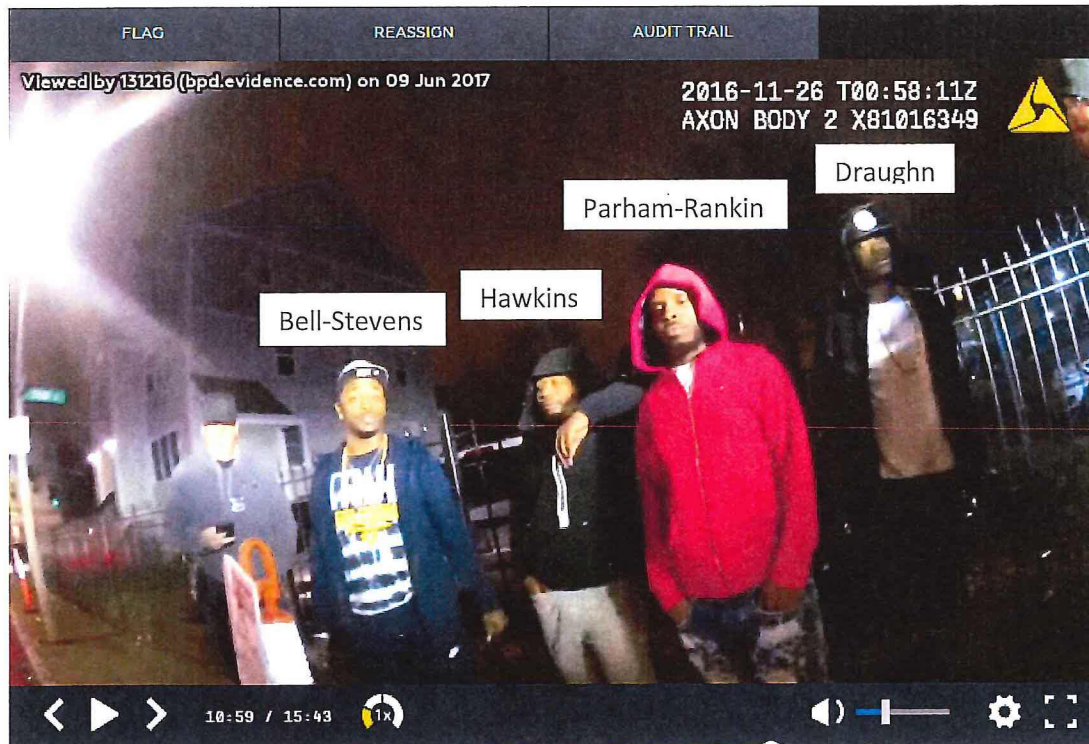 FLAG
REASSIGN
AUDIT TRAIL
Viewed by 131216 (bpd.evidence.com) on 09 Jun 2017
2016-11-26 T00:58:11Z
AXON BODY 2 X81016349
Draughn
Parham-Rankin
Hawkins
Bell-Stevens
10:59 / 15:43
1x